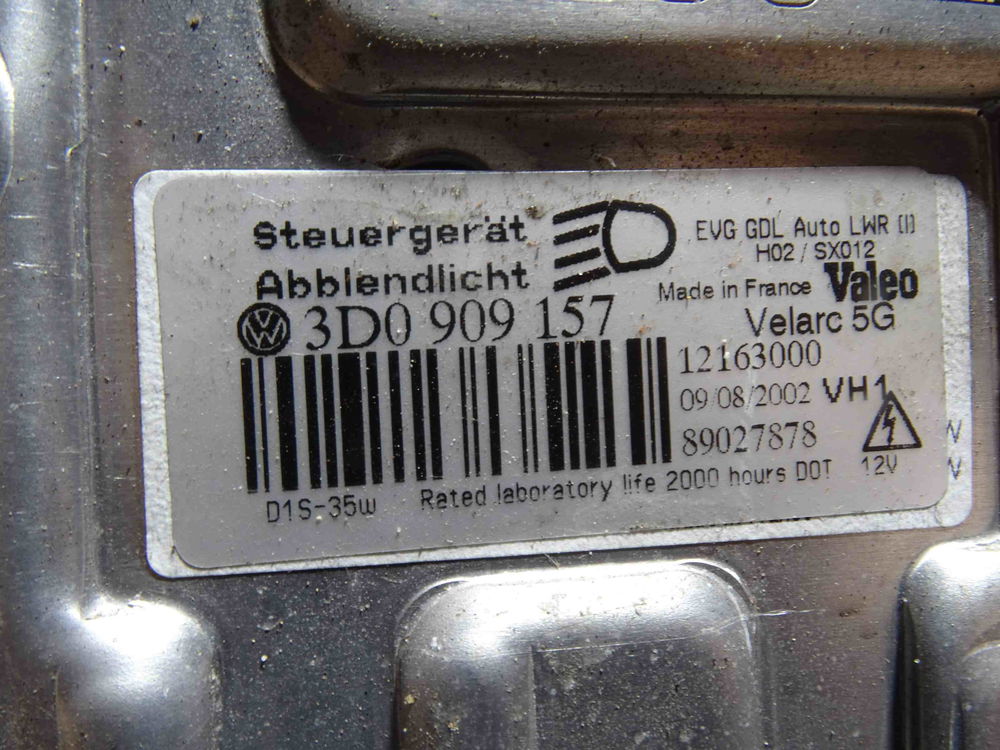 Steuergerät
Abblendlicht
EVG GDL Auto LWR (I)
H02 / SX012
Made in France Valeo
3D0 909 157
Velarc 5G
12163000
09/08/2002 VH1
89027878
D1S-35w
Rated laboratory life 2000 hours DOT
12V
W
W